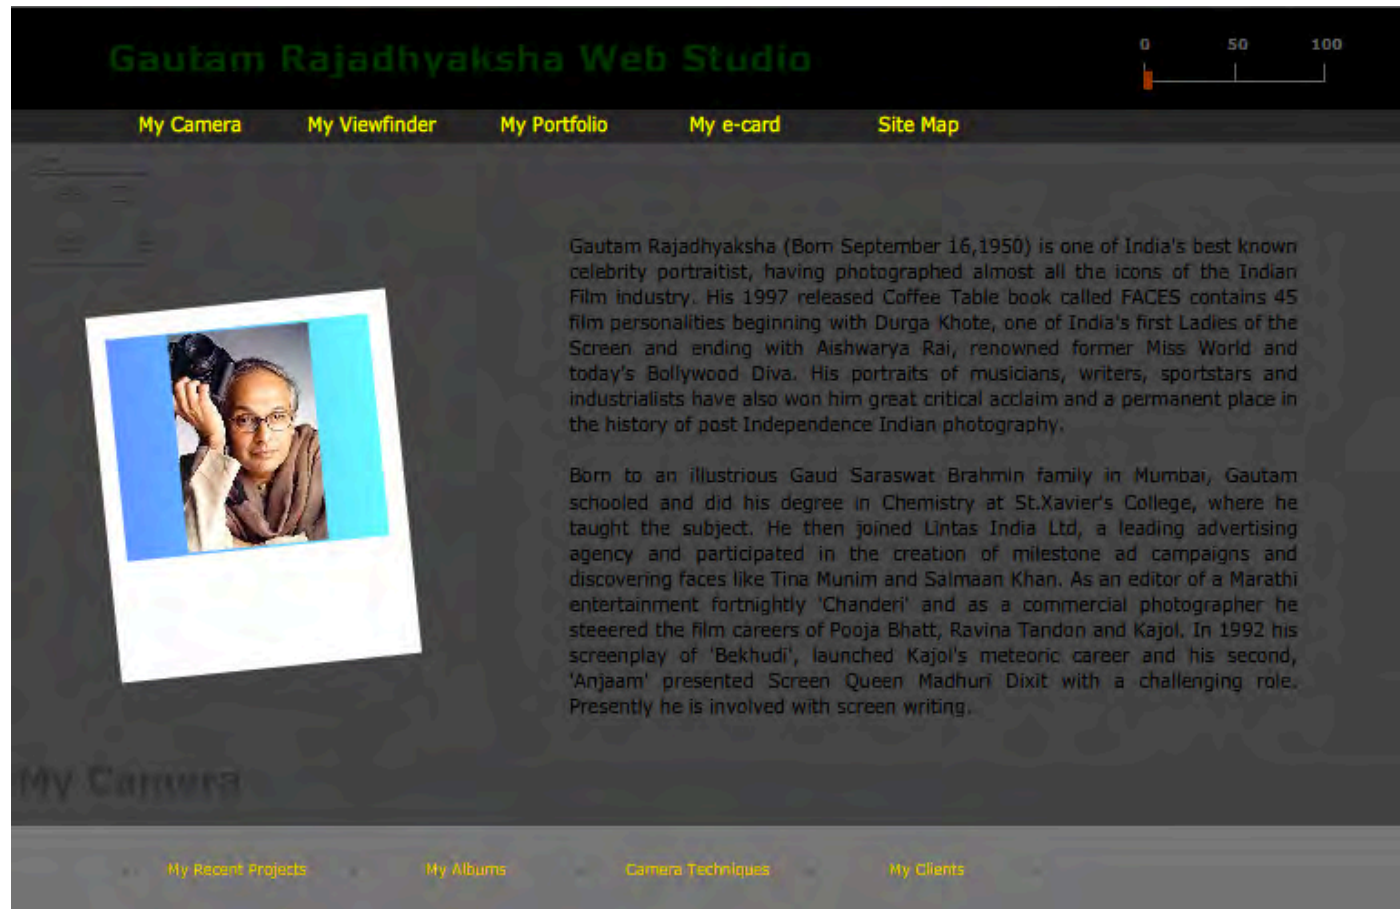 Gautam Rajadhyaksha Web Studio
0 50 100
My Camera My Viewfinder My Portfolio My e-card Site Map
Gautam Rajadhyaksha (Born September 16,1950) is one of India's best known
celebrity portraitist, having photographed almost all the icons of the Indian
Film industry. His 1997 released Coffee Table book called FACES contains 45
film personalities beginning with Durga Khote, one of India's first Ladies of the
Screen and ending with Aishwarya Rai, renowned former Miss World and
today's Bollywood Diva. His portraits of musicians, writers, sportstars and
industrialists have also won him great critical acclaim and a permanent place in
the history of post Independence Indian photography.
Born to an illustrious Gaud Saraswat Brahmin family in Mumbai, Gautam
schooled and did his degree in Chemistry at St.Xavier's College, where he
taught the subject. He then joined Lintas India Ltd, a leading advertising
agency and participated in the creation of milestone ad campaigns and
discovering faces like Tina Munim and Salmaan Khan. As an editor of a Marathi
entertainment fortnightly 'Chanderi' and as a commercial photographer he
steeered the film careers of Pooja Bhatt, Ravina Tandon and Kajol. In 1992 his
screenplay of 'Bekhudi', launched Kajol's meteoric career and his second,
'Anjaam' presented Screen Queen Madhuri Dixit with a challenging role.
Presently he is involved with screen writing.
My Camera
My Recent Projects My Albums Camera Techniques My Clients